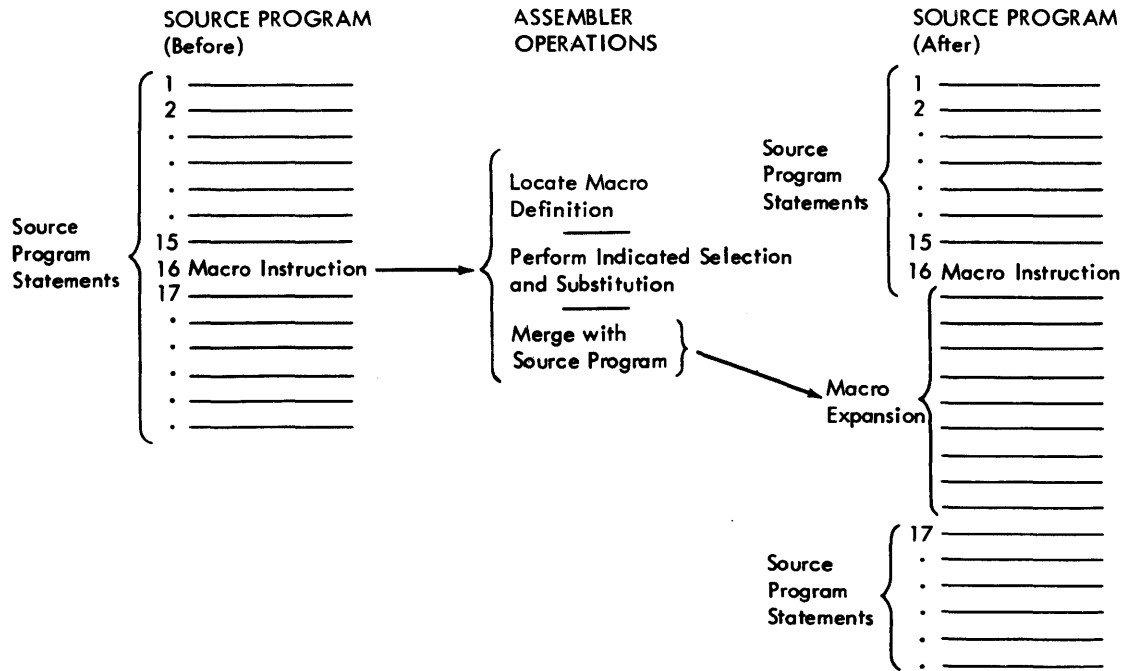 SOURCE PROGRAM
(Before)
Source
Program
Statements
1
2
.
.
.
.
15
16 Macro Instruction
17
.
.
.
.
.
ASSEMBLER
OPERATIONS
Locate Macro
Definition
Perform Indicated Selection
and Substitution
Merge with
Source Program
SOURCE PROGRAM
(After)
Source
Program
Statements
1
2
.
.
.
.
15
16 Macro Instruction
Macro
Expansion
17
.
.
.
.
.
Source
Program
Statements